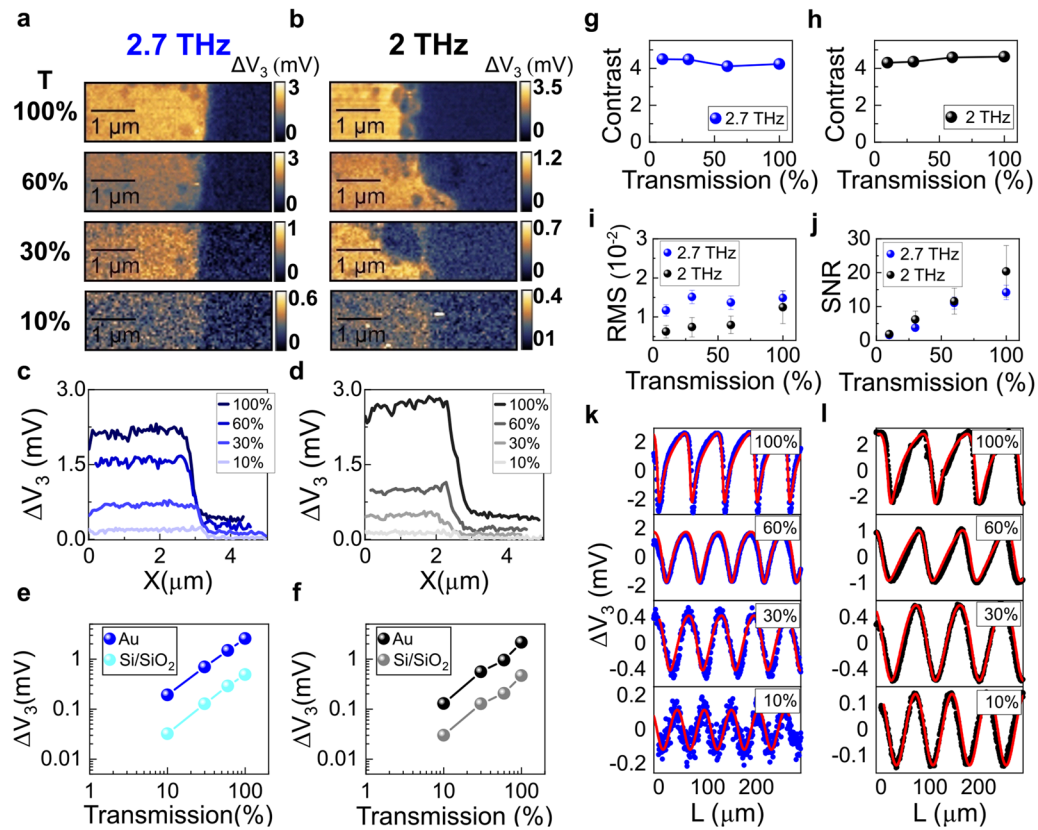 a
2.7 THz
b
2 THz
T
ΔV3 (mV)
ΔV3 (mV)
100%
1 μm
3
0
1 μm
3.5
0
60%
1 μm
3
0
1 μm
1.2
0
30%
1 μm
1
0
1 μm
0.7
0
10%
1 μm
0.6
0
1 μm
0.4
01
c
3.0
1.5
0.0
ΔV3 (mV)
100%
60%
30%
10%
0 2 4
X(μm)
d
3.0
1.5
0.0
ΔV3 (mV)
100%
60%
30%
10%
0 2 4
X(μm)
e
1
0.1
0.01
ΔV3(mV)
Au
Si/SiO2
1 10 100
Transmission(%)
f
1
0.1
0.01
ΔV3(mV)
Au
Si/SiO2
1 10 100
Transmission(%)
g
4
2
0
Contrast
2.7 THz
0 50 100
Transmission (%)
h
4
2
0
Contrast
2 THz
0 50 100
Transmission (%)
i
2
1
0
RMS (10-2)
2.7 THz
2 THz
0 50 100
Transmission (%)
j
30
20
10
0
SNR
2.7 THz
2 THz
0 50 100
Transmission (%)
k
ΔV3 (mV)
2
0
-2
100%
2
0
-2
60%
0.4
0
-0.4
30%
0.2
0
-0.2
10%
0 100 200
L (μm)
l
2
0
-2
100%
1
0
-1
60%
0.4
0
-0.4
30%
0.1
0
-0.1
10%
0 100 200
L (μm)